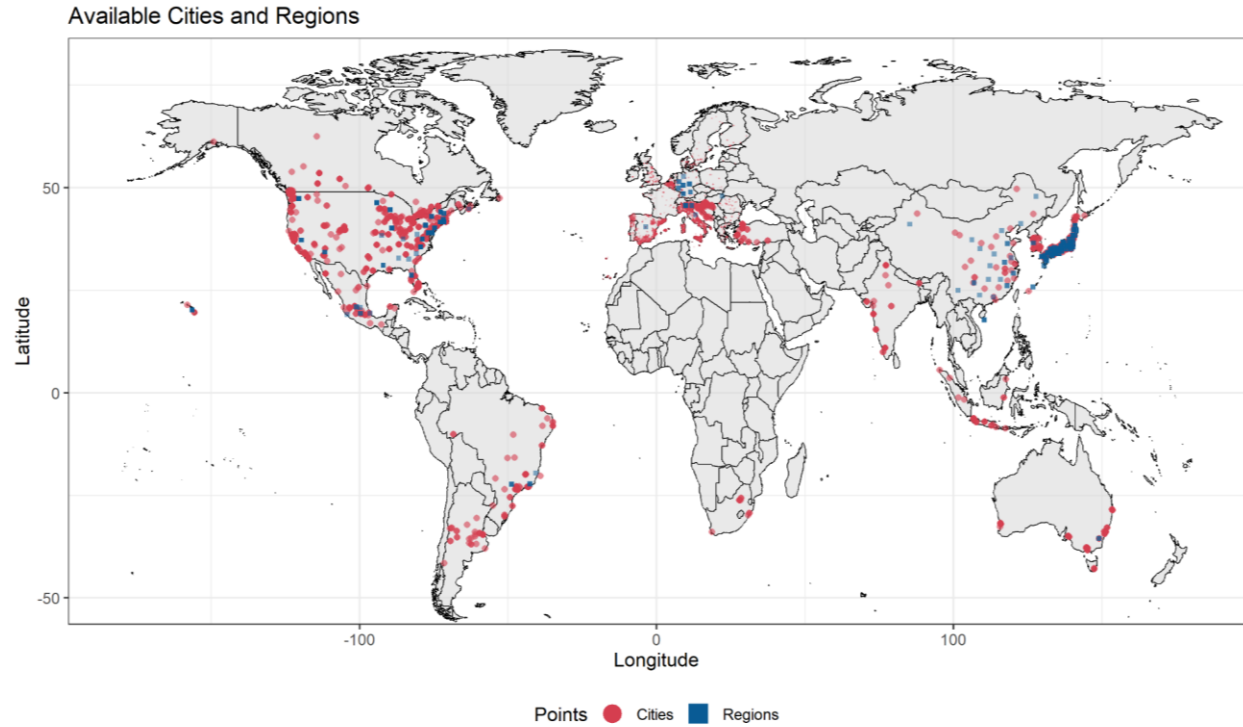 Available Cities and Regions
50
0
-50
Latitude
-100
0
100
Longitude
Points Cities Regions